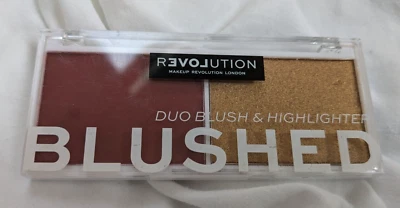 REVOLUTION
MAKEUP REVOLUTION LONDON
DUO BLUSH & HIGHLIGHTER
BLUSHED